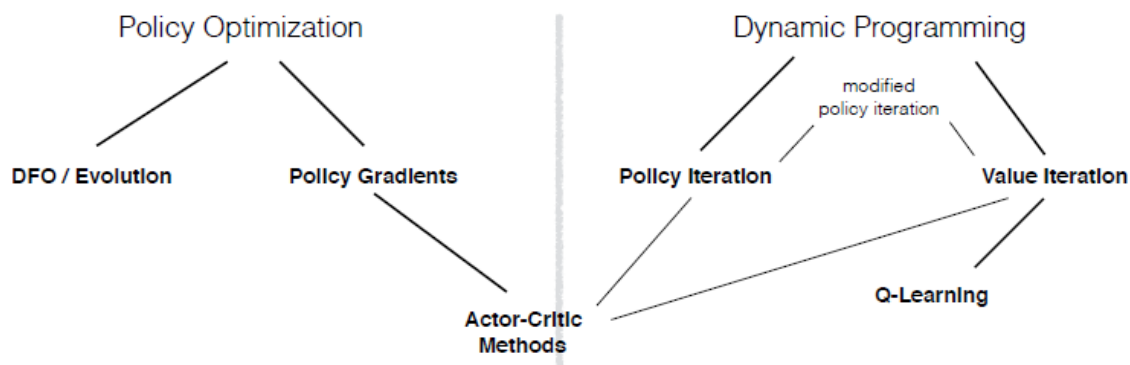 Policy Optimization
Dynamic Programming
modified
policy iteration
DFO / Evolution
Policy Gradients
Policy Iteration
Value Iteration
Q-Learning
Actor-Critic
Methods